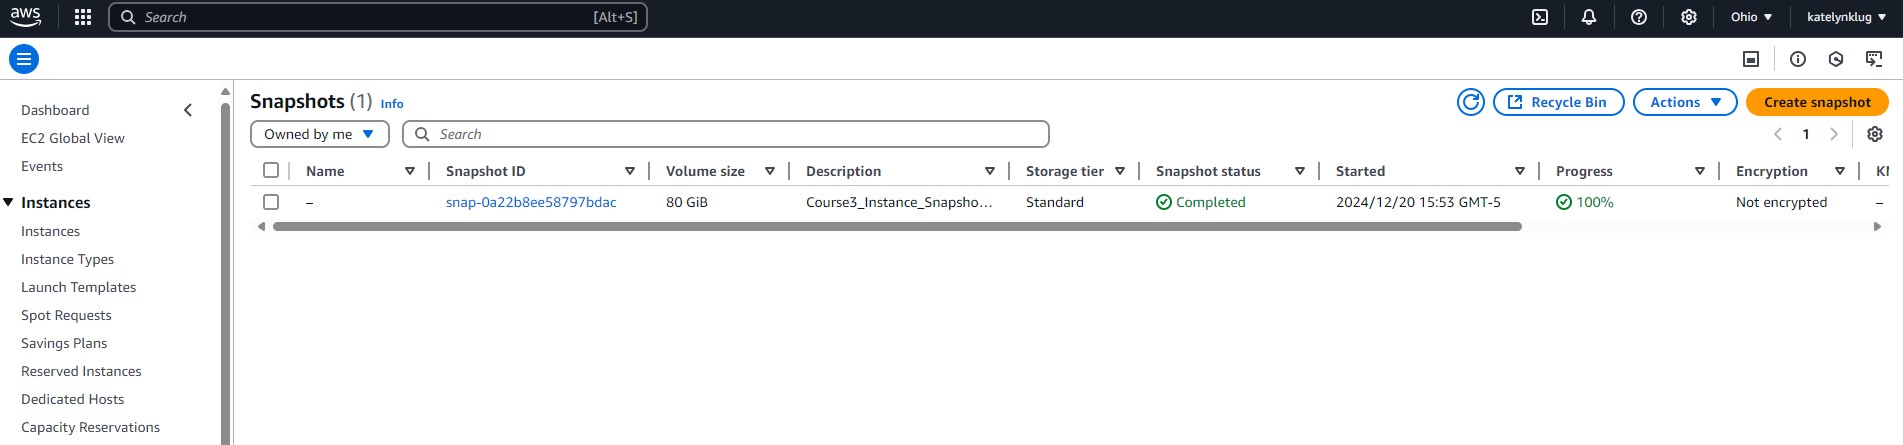 aws Search [Alt+S] Ohio katelynklug
Dashboard
EC2 Global View
Events
Instances
Instances
Instance Types
Launch Templates
Spot Requests
Savings Plans
Reserved Instances
Dedicated Hosts
Capacity Reservations
Snapshots (1) Info Recycle Bin Actions Create snapshot
Owned by me Search 1
Name Snapshot ID Volume size Description Storage tier Snapshot status Started Progress Encryption
– snap-0a22b8ee58797bdac 80 GiB Course3_Instance_Snapsho... Standard Completed 2024/12/20 15:53 GMT-5 100% Not encrypted –